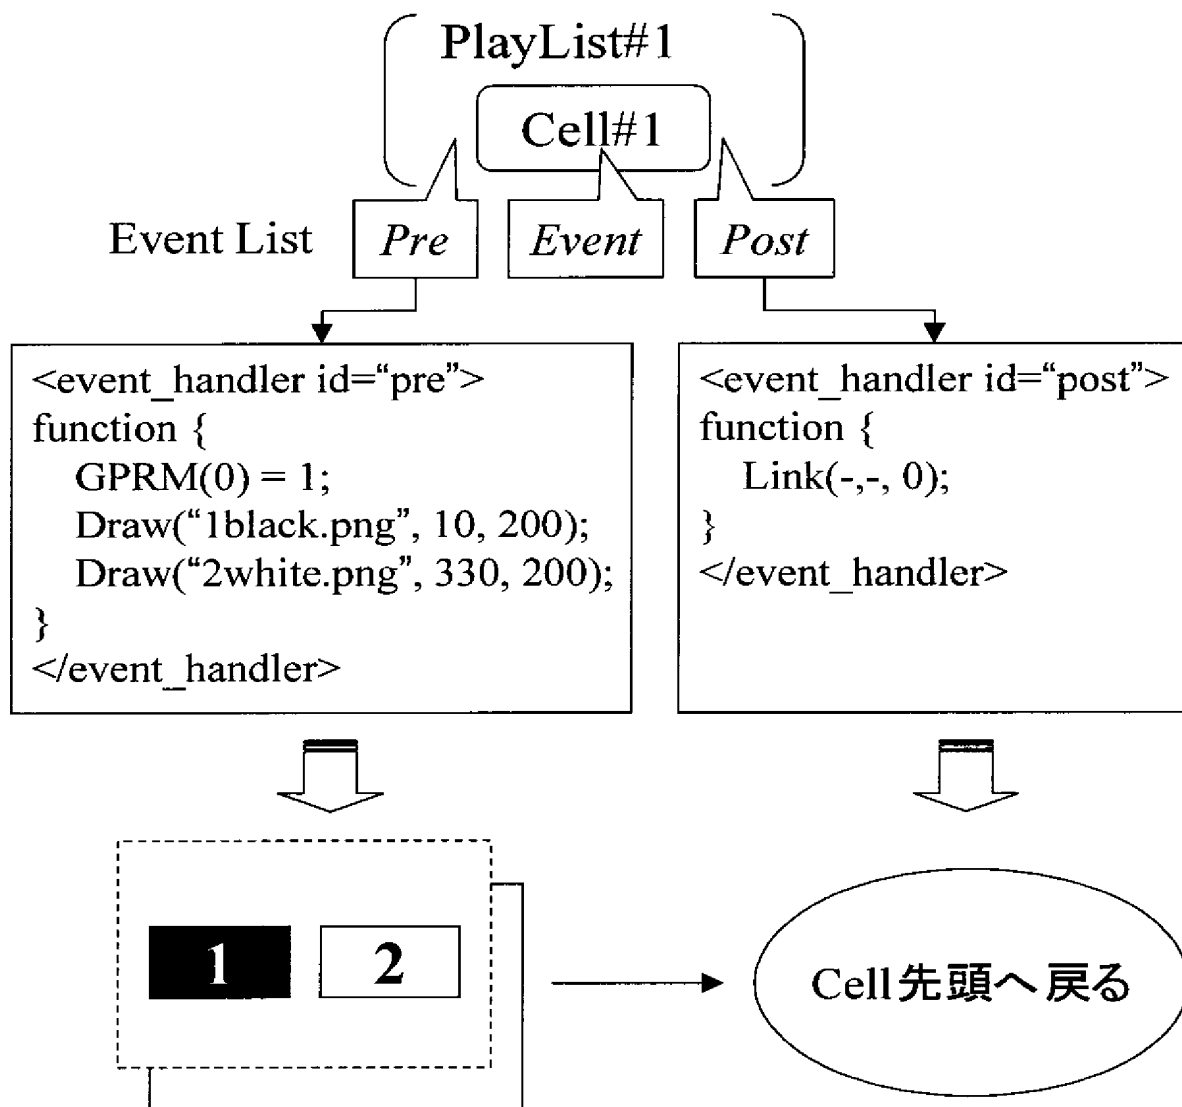 PlayList#1
Cell#1
Event List
Pre
Event
Post
<event_handler id=“pre”>
function {
GPRM(0) = 1;
Draw(“1black.png”, 10, 200);
Draw(“2white.png”, 330, 200);
}
</event_handler>
<event_handler id=“post”>
function {
Link(-,-, 0);
}
</event_handler>
1
2
Cell先頭へ戻る